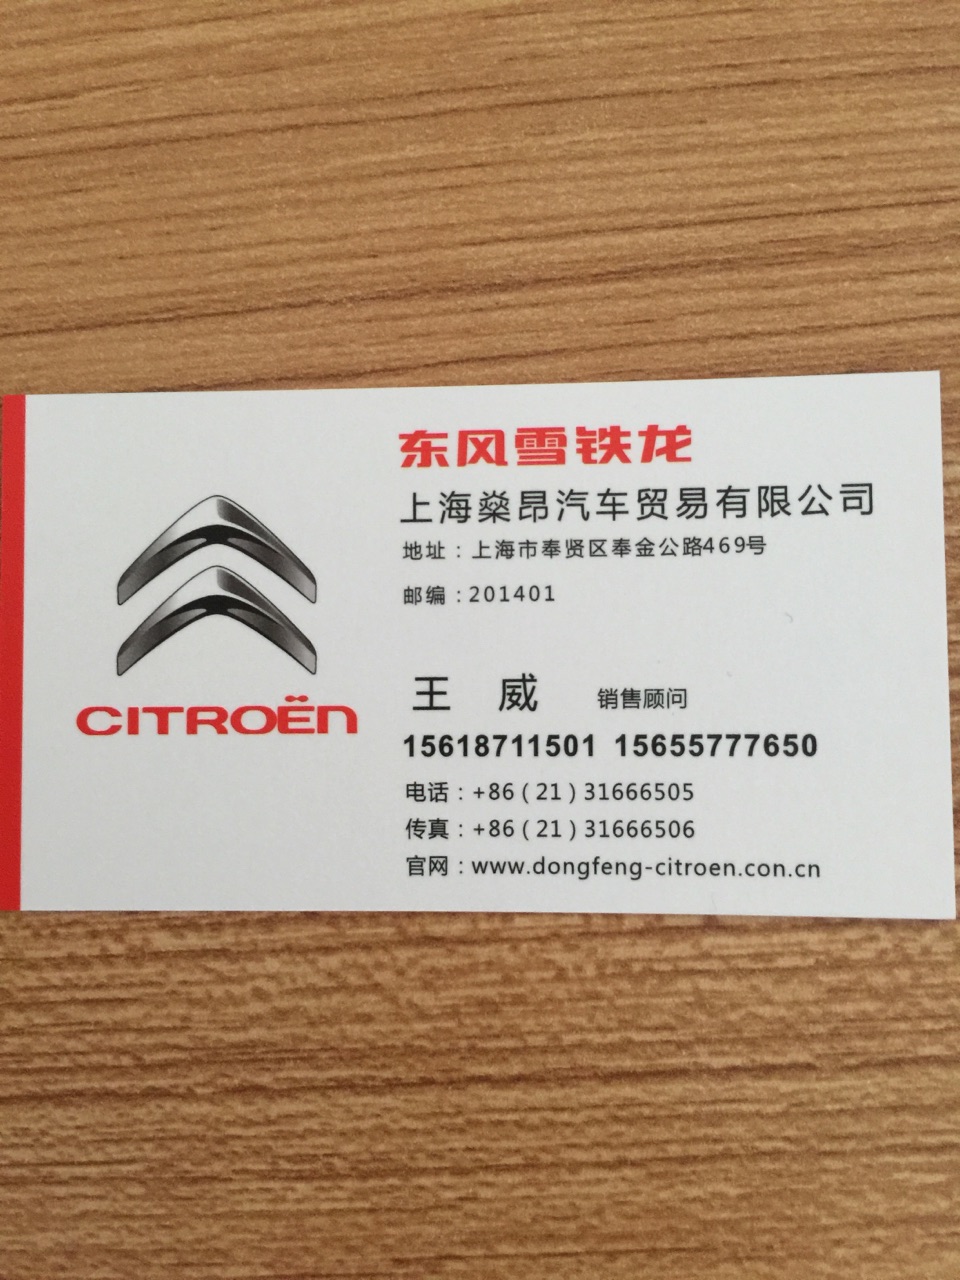 东风雪铁龙
上海燊昂汽车贸易有限公司
地址：上海市奉贤区奉金公路469号
邮编：201401
CITROËN
王 威 销售顾问
15618711501 15655777650
电话：+86(21)31666505
传真：+86(21)31666506
官网：www.dongfeng-citroen.con.cn